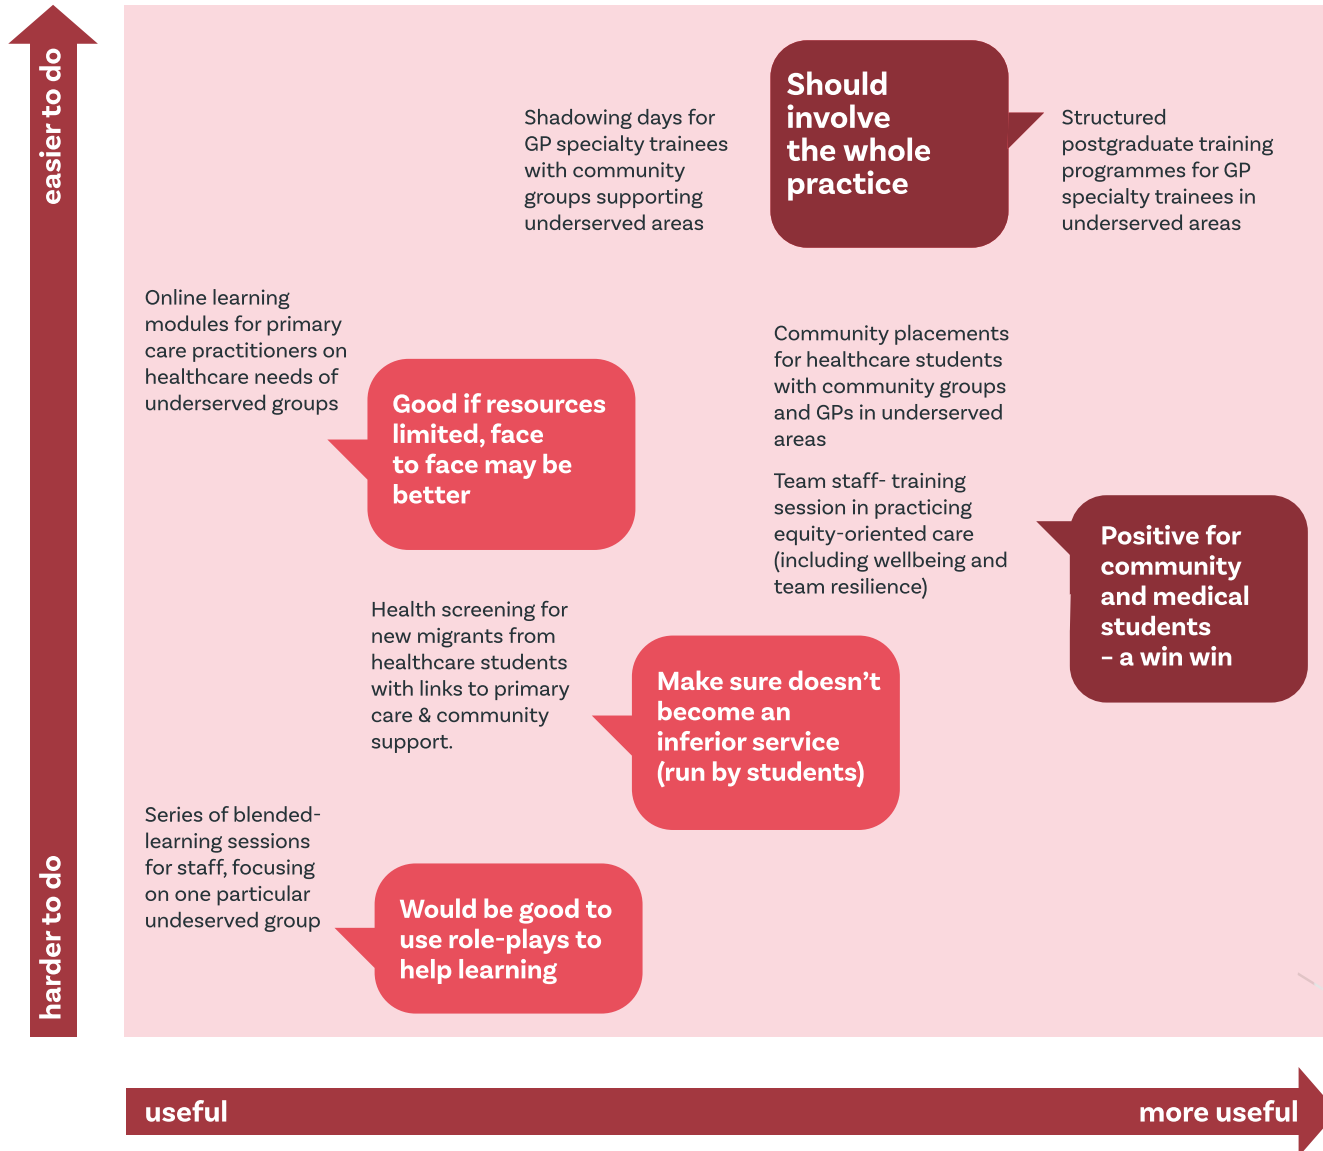 easier to do
Shadowing days for
GP specialty trainees
with community
groups supporting
underserved areas
Should
involve
the whole
practice
Structured
postgraduate training
programmes for GP
specialty trainees in
underserved areas
Online learning
modules for primary
care practitioners on
healthcare needs of
underserved groups
Good if resources
limited, face
to face may be
better
Community placements
for healthcare students
with community groups
and GPs in underserved
areas
Team staff- training
session in practicing
equity-oriented care
(including wellbeing and
team resilience)
Positive for
community
and medical
students
– a win win
Health screening for
new migrants from
healthcare students
with links to primary
care & community
support.
Make sure doesn’t
become an
inferior service
(run by students)
Series of blended-
learning sessions
for staff, focusing
on one particular
undeserved group
Would be good to
use role-plays to
help learning
harder to do
useful
more useful